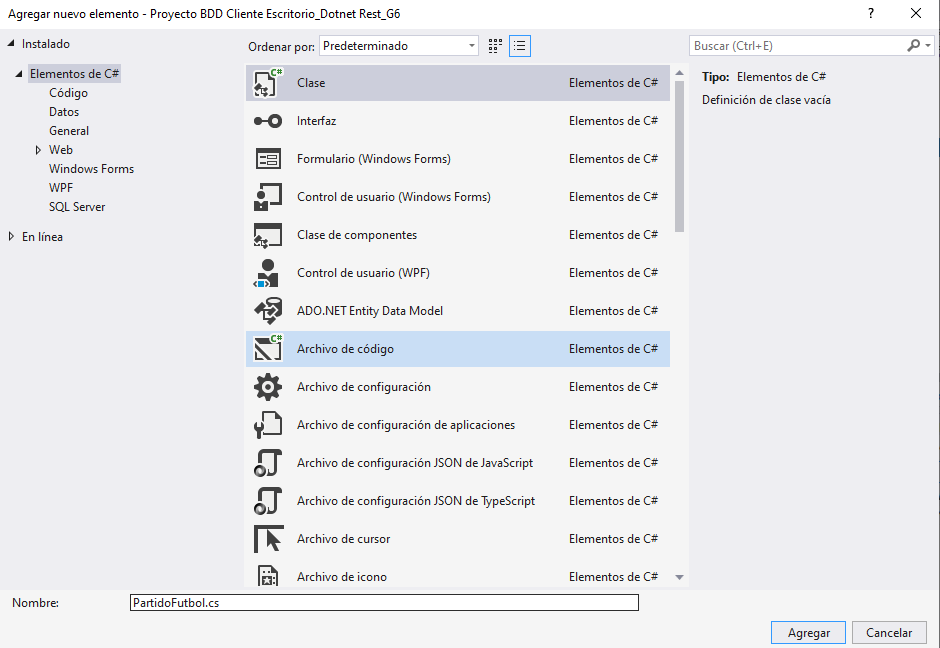 Agregar nuevo elemento - Proyecto BDD Cliente Escritorio_Dotnet Rest_G6
? ×
Instalado
Elementos de C#
Código
Datos
General
Web
Windows Forms
WPF
SQL Server
En línea
Ordenar por: Predeterminado
Buscar (Ctrl+E)
C# Clase Elementos de C#
Interfaz Elementos de C#
Formulario (Windows Forms) Elementos de C#
Control de usuario (Windows Forms) Elementos de C#
Clase de componentes Elementos de C#
Control de usuario (WPF) Elementos de C#
ADO.NET Entity Data Model Elementos de C#
C# Archivo de código Elementos de C#
Archivo de configuración Elementos de C#
Archivo de configuración de aplicaciones Elementos de C#
Archivo de configuración JSON de JavaScript Elementos de C#
Archivo de configuración JSON de TypeScript Elementos de C#
Archivo de cursor Elementos de C#
Archivo de icono Elementos de C#
Tipo: Elementos de C#
Definición de clase vacía
Nombre: PartidoFutbol.cs
Agregar Cancelar